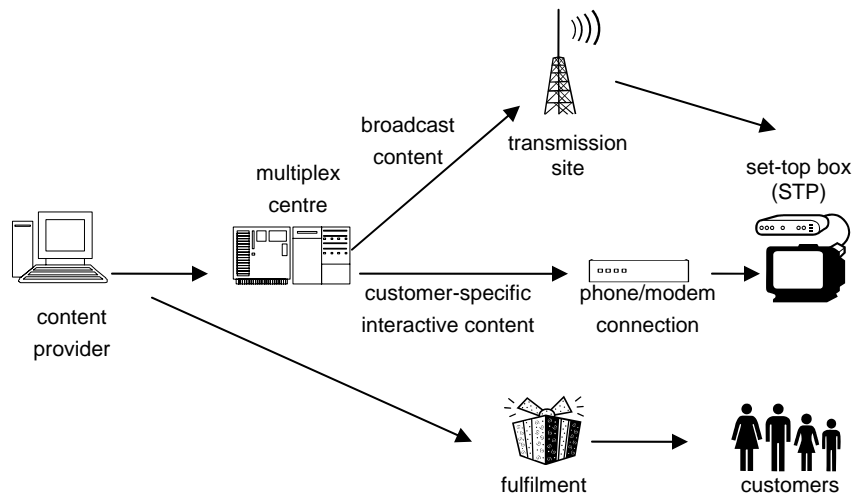 broadcast
content
transmission
site
multiplex
centre
set-top box
(STP)
content
provider
customer-specific
interactive content
phone/modem
connection
fulfilment
customers